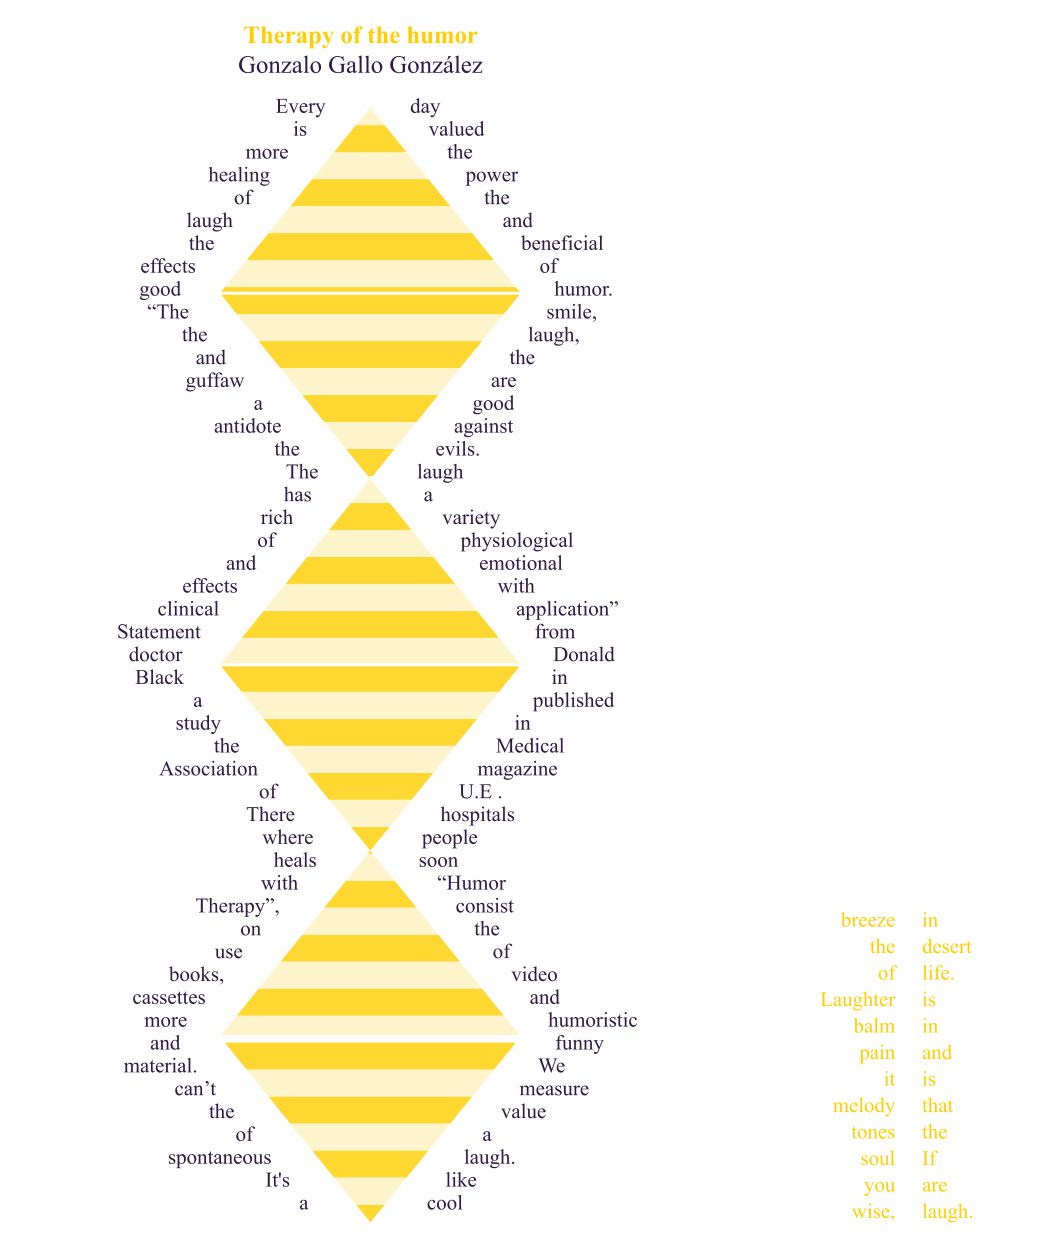 Therapy of the humor
Gonzalo Gallo González
Every day
is valued
more the
healing power
of the
laugh and
the beneficial
effects of
good humor.
“The smile,
the laugh,
and the
guffaw are
a good
antidote against
the evils.
The laugh
has a
rich variety
of physiological
and emotional
effects with
clinical application”
Statement from
doctor Donald
Black in
a published
study in
the Medical
Association magazine
of U.E .
There hospitals
where people
heals soon
with “Humor
Therapy”, consist
on the
use of
books, video
cassettes and
more humoristic
and funny
material. We
can’t measure
the value
of a
spontaneous laugh.
It's like
a cool
breeze in
the desert
of life.
Laughter is
balm in
pain and
it is
melody that
tones the
soul If
you are
wise, laugh.